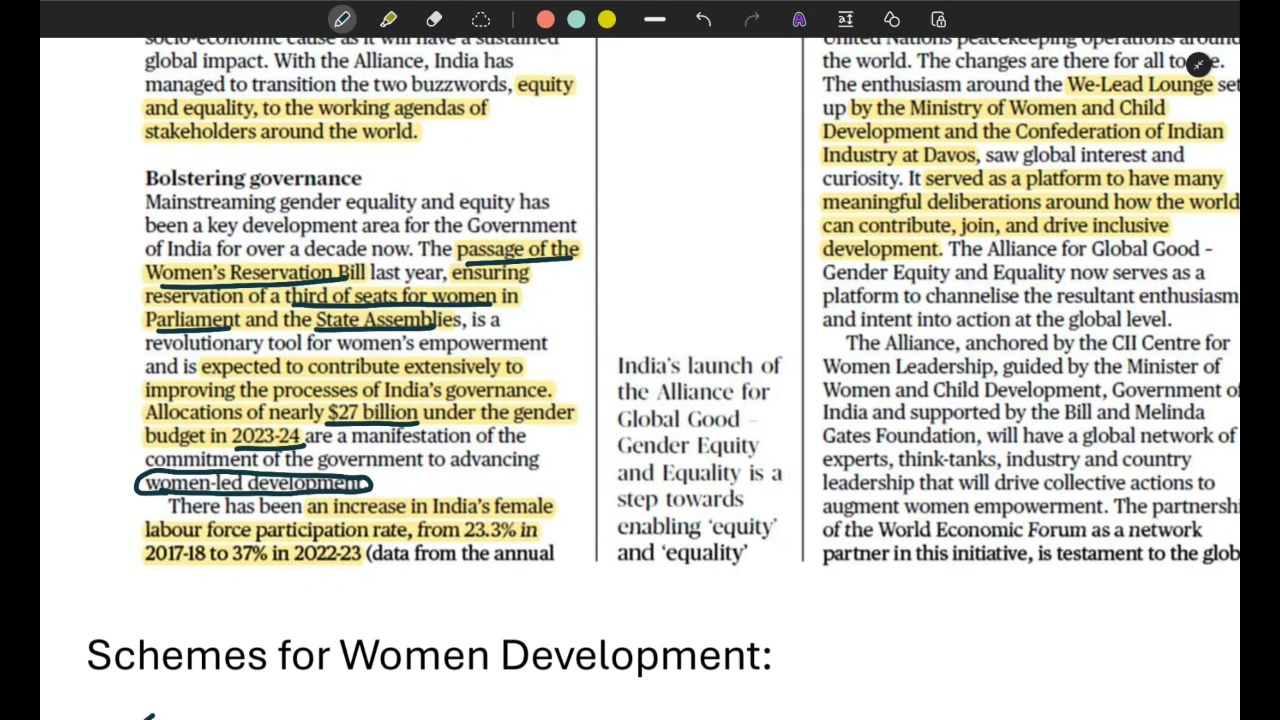 socio-economic cause as it will have a sustained
global impact. With the Alliance, India has
managed to transition the two buzzwords, equity
and equality, to the working agendas of
stakeholders around the world.
Bolstering governance
Mainstreaming gender equality and equity has
been a key development area for the Government
of India for over a decade now. The passage of the
Women's Reservation Bill last year, ensuring
reservation of a third of seats for women in
Parliament and the State Assemblies, is a
revolutionary tool for women's empowerment
and is expected to contribute extensively to
improving the processes of India's governance.
Allocations of nearly $27 billion under the gender
budget in 2023-24 are a manifestation of the
commitment of the government to advancing
women-led development.
There has been an increase in India's female
labour force participation rate, from 23.3% in
2017-18 to 37% in 2022-23 (data from the annual
India's launch of
the Alliance for
Global Good –
Gender Equity
and Equality is a
step towards
enabling 'equity'
and 'equality'
United Nations peacekeeping operations around
the world. The changes are there for all to
The enthusiasm around the We-Lead Lounge set
up by the Ministry of Women and Child
Development and the Confederation of Indian
Industry at Davos, saw global interest and
curiosity. It served as a platform to have many
meaningful deliberations around how the world
can contribute, join, and drive inclusive
development. The Alliance for Global Good -
Gender Equity and Equality now serves as a
platform to channelise the resultant enthusiasm
and intent into action at the global level.
The Alliance, anchored by the CII Centre for
Women Leadership, guided by the Minister of
Women and Child Development, Government of
India and supported by the Bill and Melinda
Gates Foundation, will have a global network of
experts, think-tanks, industry and country
leadership that will drive collective actions to
augment women empowerment. The partnershi
of the World Economic Forum as a network
partner in this initiative, is testament to the glob
Schemes for Women Development: